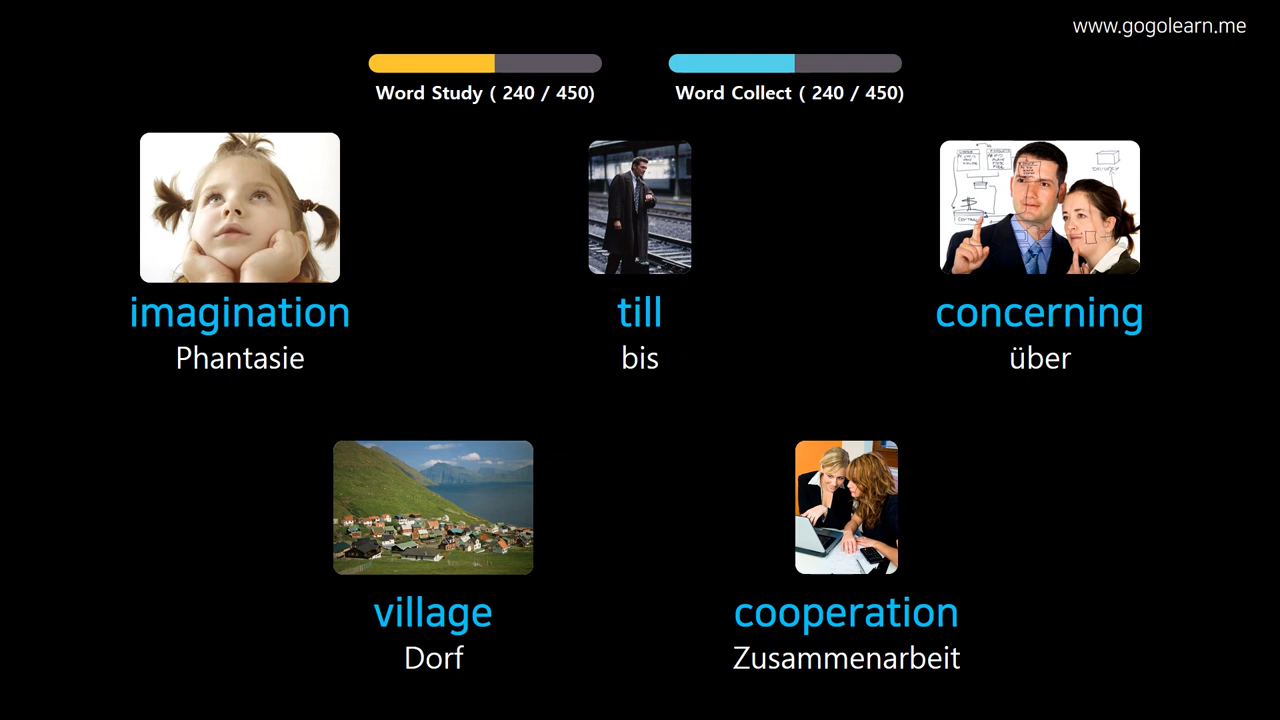 www.gogolearn.me
Word Study ( 240 / 450)
Word Collect ( 240 / 450)
imagination
Phantasie
till
bis
concerning
über
village
Dorf
cooperation
Zusammenarbeit